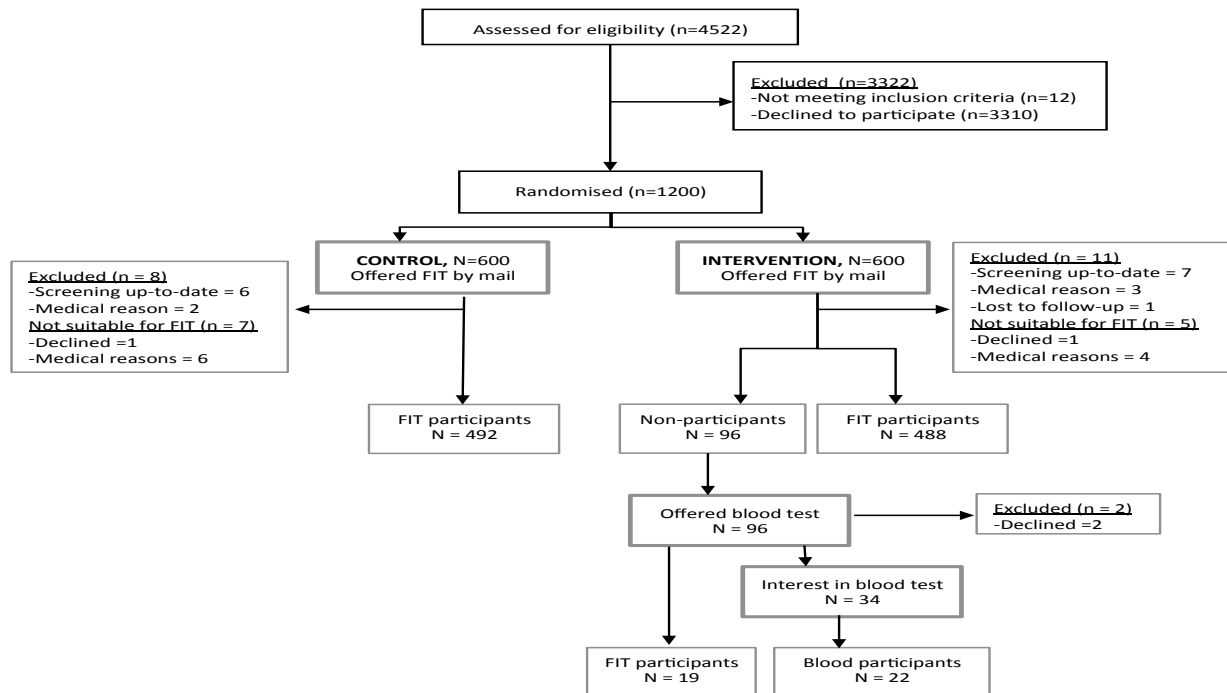 Assessed for eligibility (n=4522)
Excluded (n=3322)
-Not meeting inclusion criteria (n=12)
-Declined to participate (n=3310)
Randomised (n=1200)
CONTROL, N=600
Offered FIT by mail
INTERVENTION, N=600
Offered FIT by mail
Excluded (n = 8)
-Screening up-to-date = 6
-Medical reason = 2
Not suitable for FIT (n = 7)
-Declined =1
-Medical reasons = 6
Excluded (n = 11)
-Screening up-to-date = 7
-Medical reason = 3
-Lost to follow-up = 1
Not suitable for FIT (n = 5)
-Declined =1
-Medical reasons = 4
FIT participants
N = 492
Non-participants
N = 96
FIT participants
N = 488
Offered blood test
N = 96
Excluded (n = 2)
-Declined =2
Interest in blood test
N = 34
FIT participants
N = 19
Blood participants
N = 22